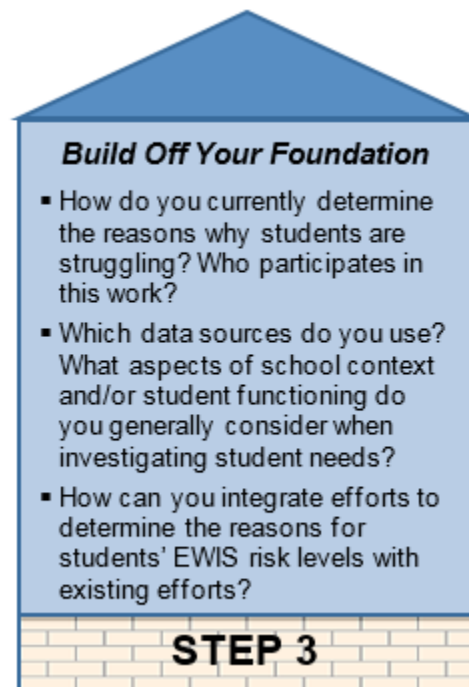 Build Off Your Foundation
▪ How do you currently determine
the reasons why students are
struggling? Who participates in
this work?
▪ Which data sources do you use?
What aspects of school context
and/or student functioning do
you generally consider when
investigating student needs?
▪ How can you integrate efforts to
determine the reasons for
students' EWIS risk levels with
existing efforts?
STEP 3